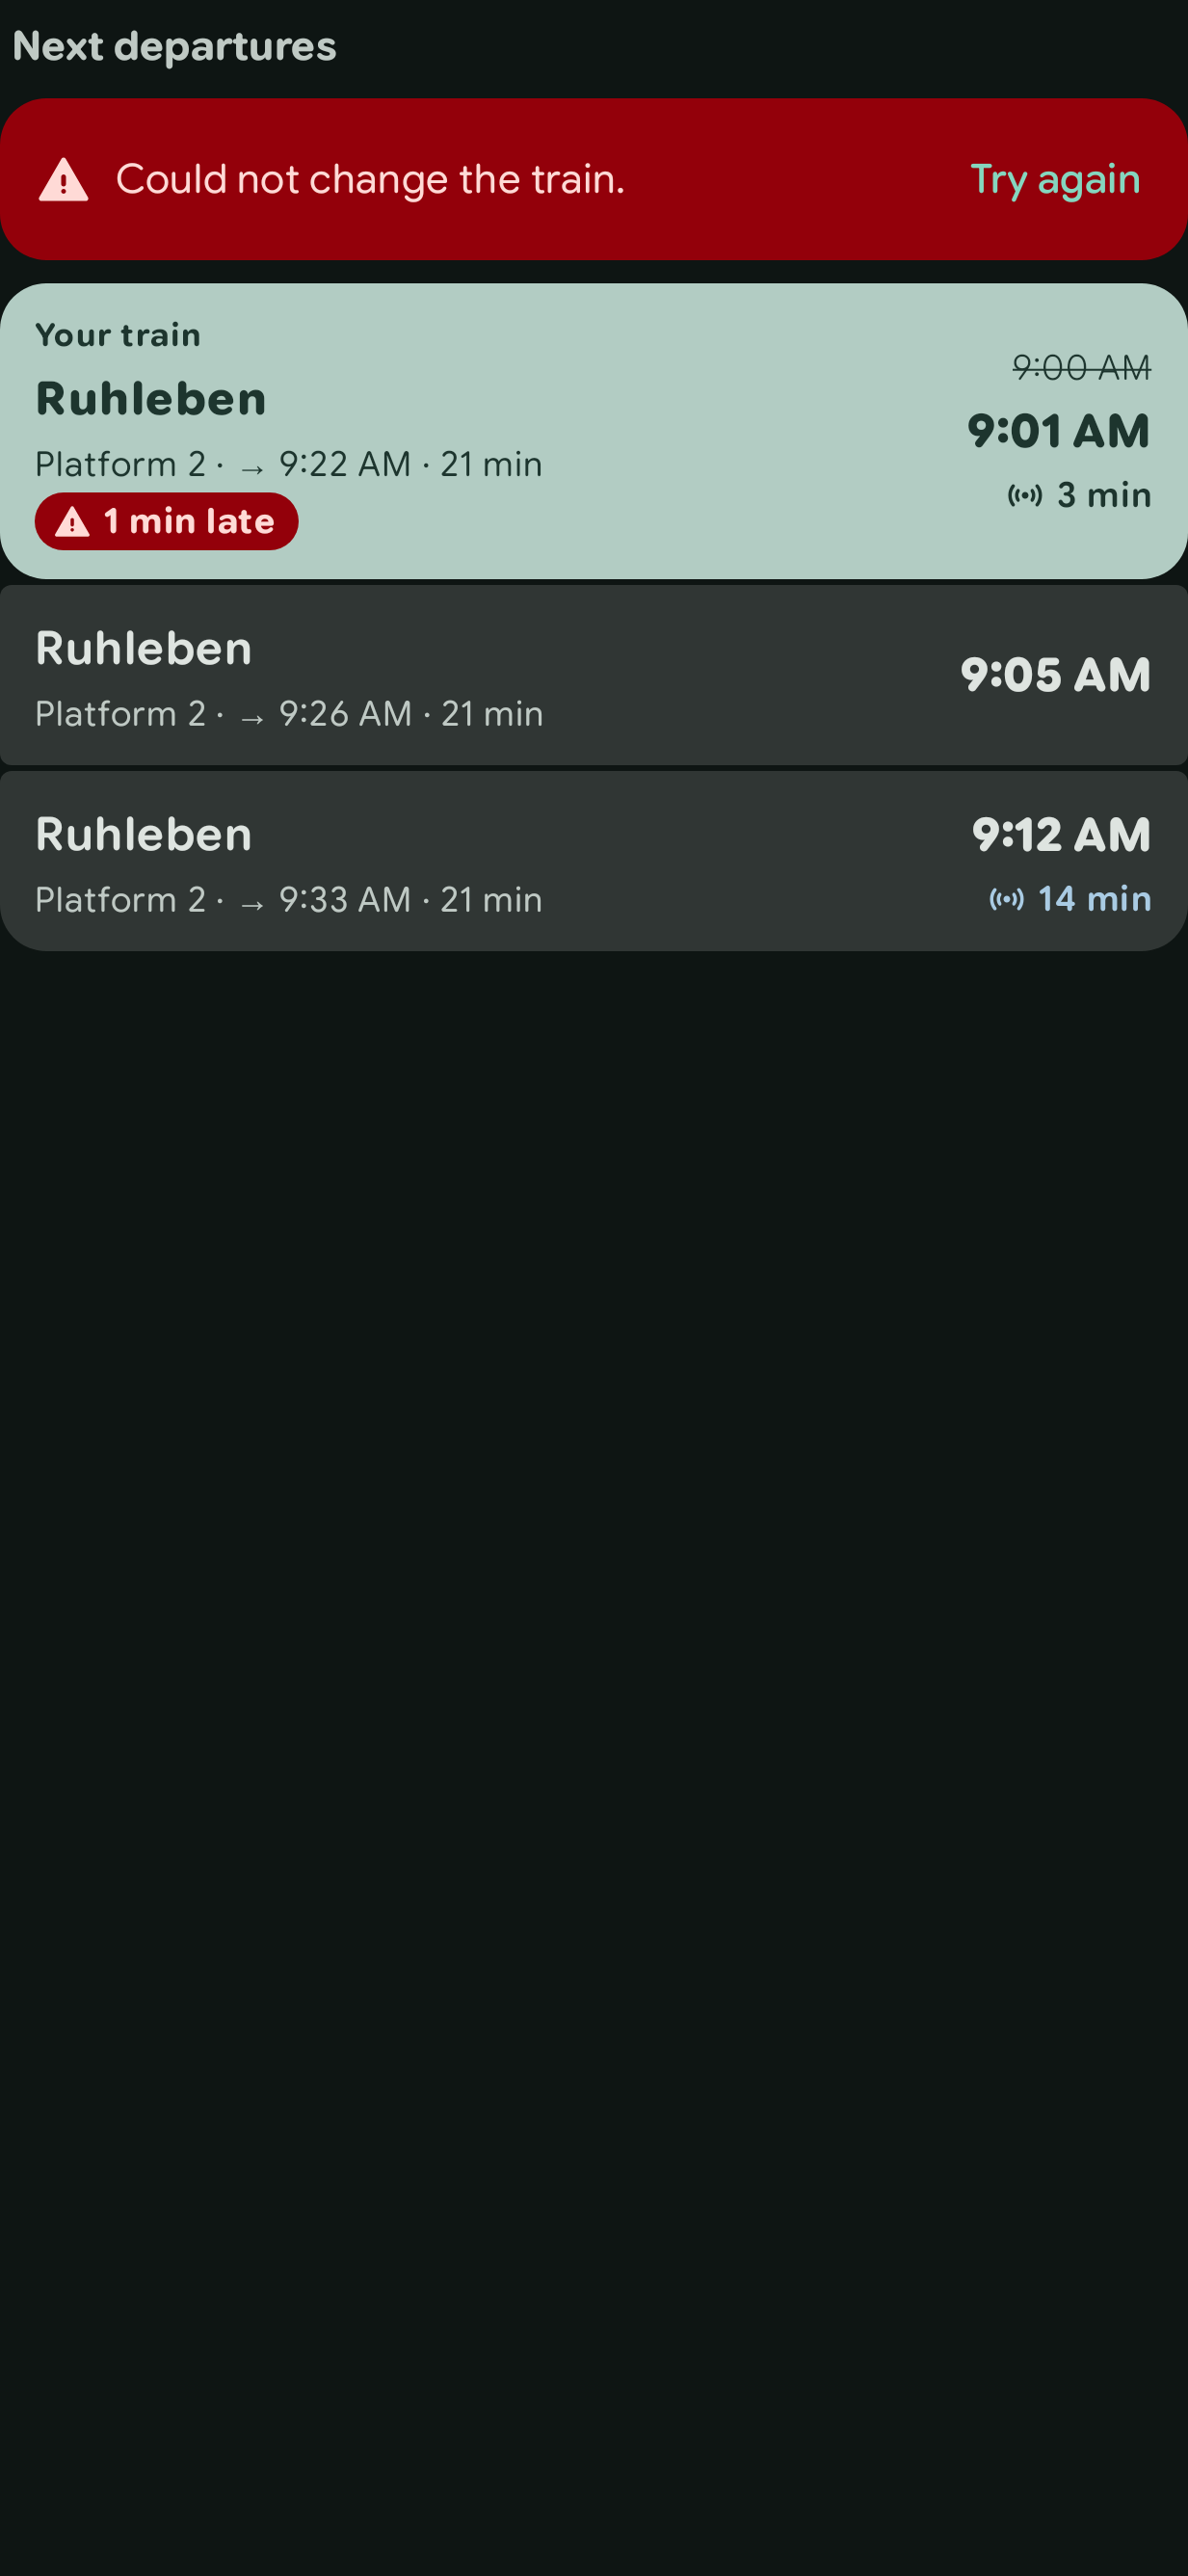 Next departures
Could not change the train.
Try again
Your train
Ruhleben
Platform 2 · → 9:22 AM · 21 min
1 min late
9:00 AM
9:01 AM
3 min
Ruhleben
Platform 2 · → 9:26 AM · 21 min
9:05 AM
Ruhleben
Platform 2 · → 9:33 AM · 21 min
9:12 AM
14 min